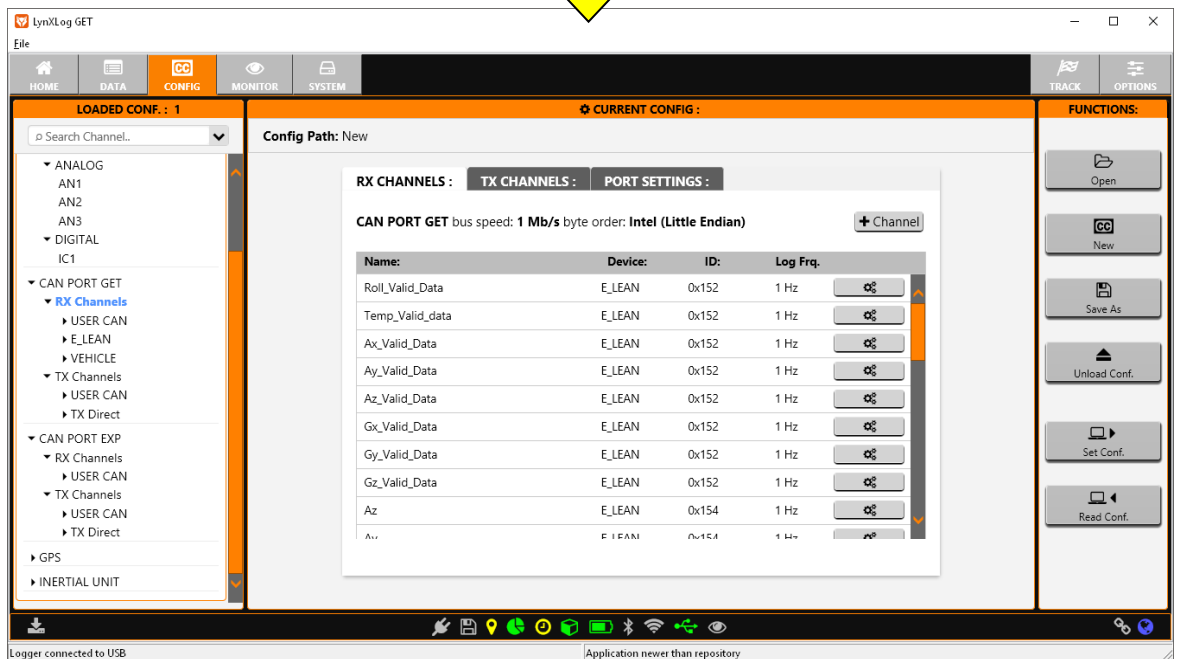 LynXLog GET
File
HOME DATA CONFIG MONITOR SYSTEM TRACK OPTIONS
LOADED CONF. : 1
CURRENT CONFIG :
FUNCTIONS:
Search Channel..
Config Path: New
ANALOG
AN1
AN2
AN3
DIGITAL
IC1
CAN PORT GET
RX Channels
USER CAN
E_LEAN
VEHICLE
TX Channels
USER CAN
TX Direct
CAN PORT EXP
RX Channels
USER CAN
TX Channels
USER CAN
TX Direct
GPS
INERTIAL UNIT
RX CHANNELS : TX CHANNELS : PORT SETTINGS :
CAN PORT GET bus speed: 1 Mb/s byte order: Intel (Little Endian) + Channel
Name: Device: ID: Log Frq.
Roll_Valid_Data E_LEAN 0x152 1 Hz
Temp_Valid_data E_LEAN 0x152 1 Hz
Ax_Valid_Data E_LEAN 0x152 1 Hz
Ay_Valid_Data E_LEAN 0x152 1 Hz
Az_Valid_Data E_LEAN 0x152 1 Hz
Gx_Valid_Data E_LEAN 0x152 1 Hz
Gy_Valid_Data E_LEAN 0x152 1 Hz
Gz_Valid_Data E_LEAN 0x152 1 Hz
Az E_LEAN 0x154 1 Hz
Ay E_LEAN 0x154 1 Hz
Open
CC
New
Save As
Unload Conf.
Set Conf.
Read Conf.
Logger connected to USB
Application newer than repository